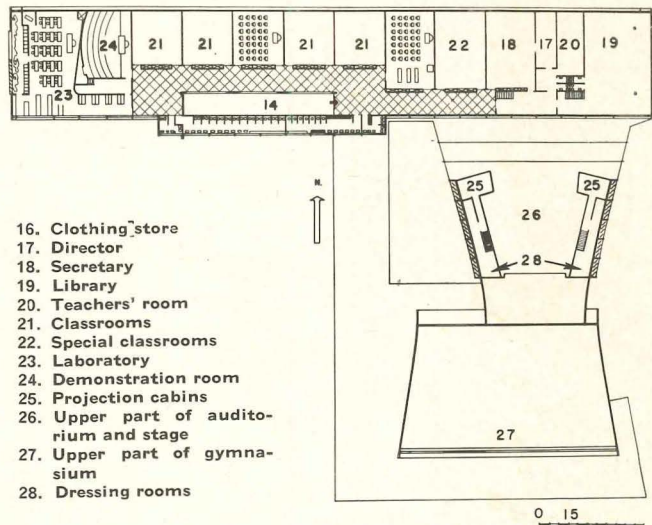 24 21 21 21 21 22 18 17 20 19
23
14
N.
25 25
26
28
16. Clothing store
17. Director
18. Secretary
19. Library
20. Teachers' room
21. Classrooms
22. Special classrooms
23. Laboratory
24. Demonstration room
25. Projection cabins
26. Upper part of audito-
rium and stage
27. Upper part of gymna-
sium
28. Dressing rooms
27
0 15